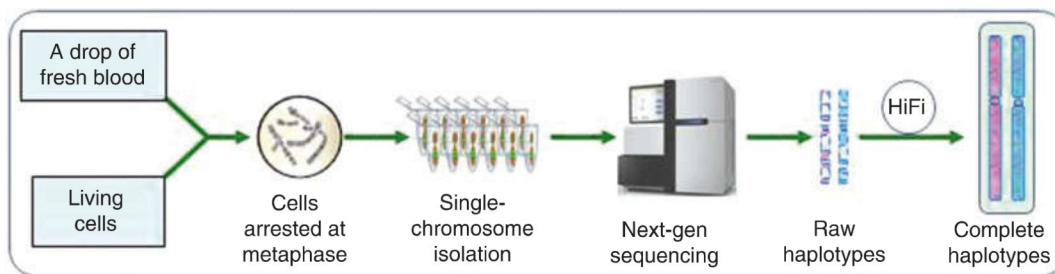 A drop of
fresh blood
Living
cells
Cells
arrested at
metaphase
Single-
chromosome
isolation
Next-gen
sequencing
Raw
haplotypes
HiFi
Complete
haplotypes